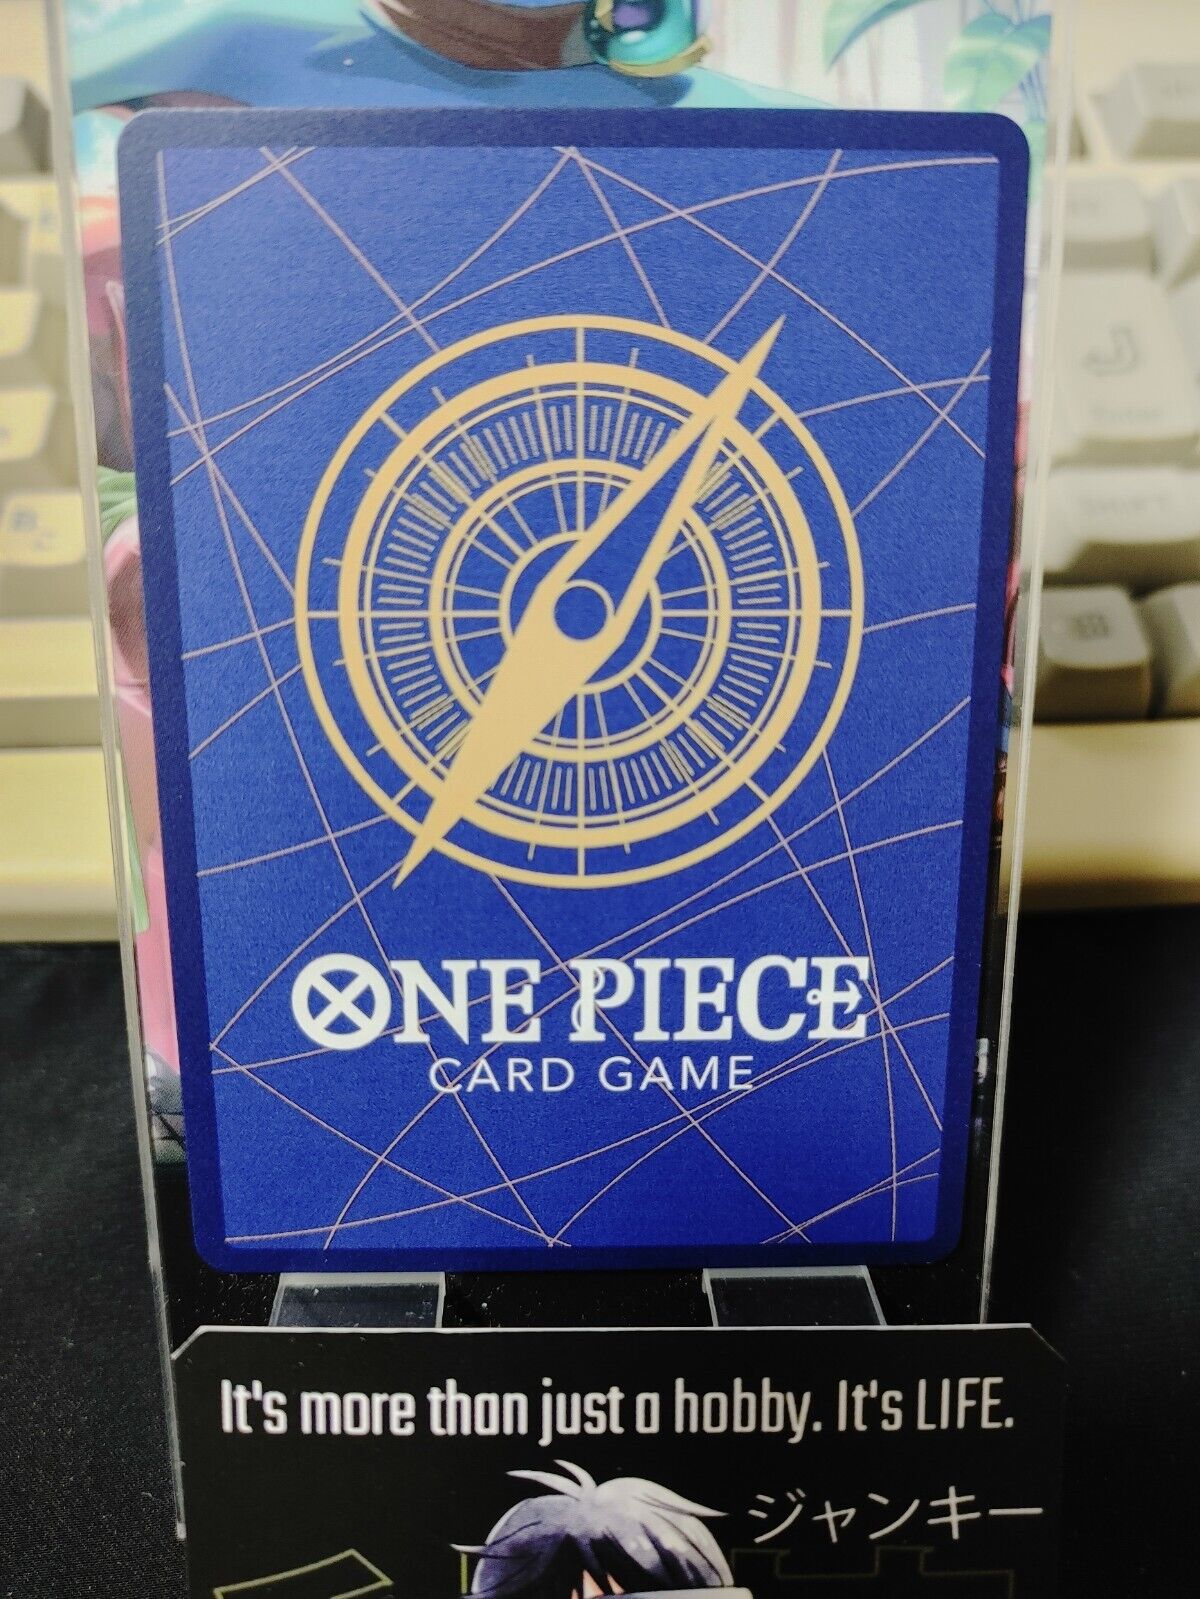 ONE PIECE
CARD GAME
It's more than just a hobby. It's LIFE.
ジャンキー